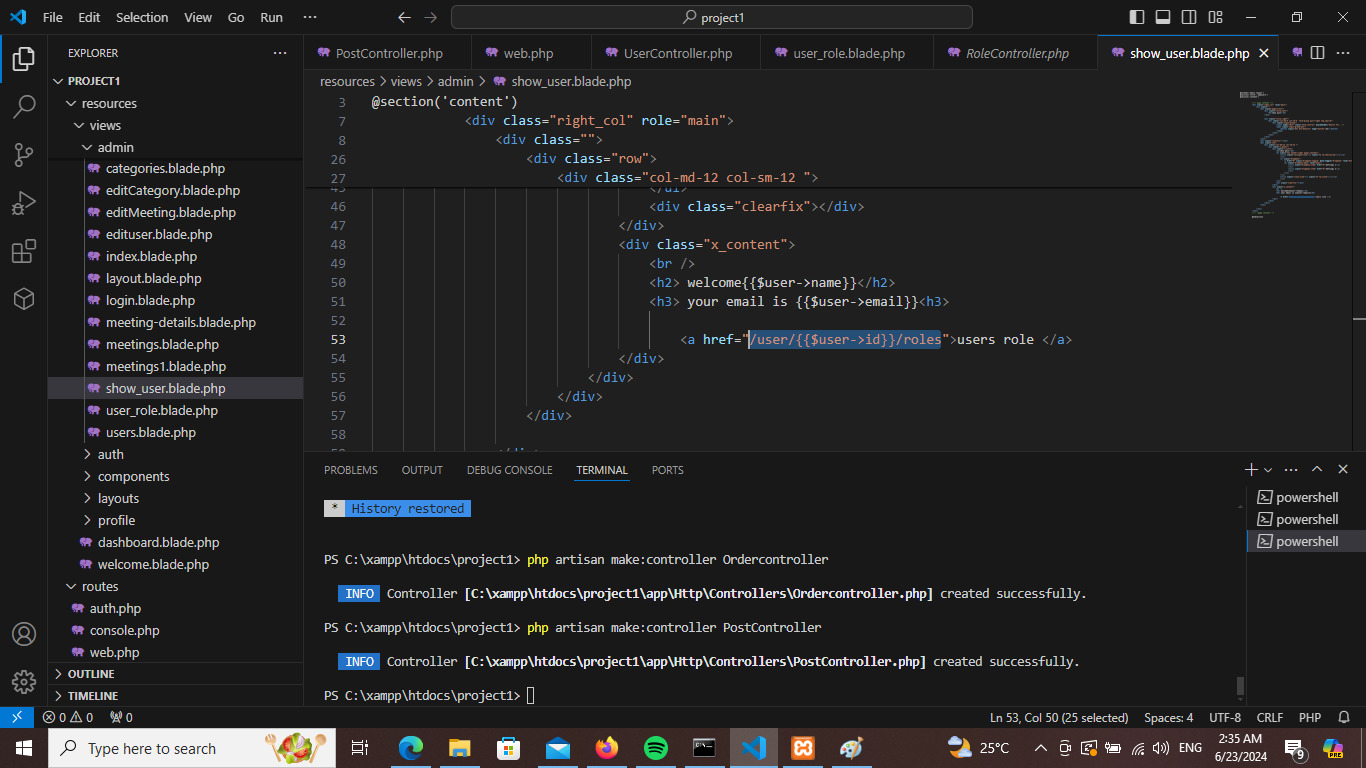 File Edit Selection View Go Run ··· project1
EXPLORER ···
PROJECT1
resources
views
admin
categories.blade.php
editCategory.blade.php
editMeeting.blade.php
edituser.blade.php
index.blade.php
layout.blade.php
login.blade.php
meeting-details.blade.php
meetings.blade.php
meetings1.blade.php
show_user.blade.php
user_role.blade.php
users.blade.php
auth
components
layouts
profile
dashboard.blade.php
welcome.blade.php
routes
auth.php
console.php
web.php
OUTLINE
TIMELINE
PostController.php web.php UserController.php user_role.blade.php RoleController.php show_user.blade.php
resources > views > admin > show_user.blade.php
3 @section('content')
7 <div class="right_col" role="main">
8 <div class="">
26 <div class="row">
27 <div class="col-md-12 col-sm-12 ">
45 </ul>
46 <div class="clearfix"></div>
47 </div>
48 <div class="x_content">
49 <br />
50 <h2> welcome{{$user->name}}</h2>
51 <h3> your email is {{$user->email}}<h3>
52
53 <a href="/user/{{$user->id}}/roles">users role </a>
54 </div>
55 </div>
56 </div>
57 </div>
58
PROBLEMS OUTPUT DEBUG CONSOLE TERMINAL PORTS
* History restored
PS C:\xampp\htdocs\project1> php artisan make:controller Ordercontroller
INFO Controller [C:\xampp\htdocs\project1\app\Http\Controllers\Ordercontroller.php] created successfully.
PS C:\xampp\htdocs\project1> php artisan make:controller PostController
INFO Controller [C:\xampp\htdocs\project1\app\Http\Controllers\PostController.php] created successfully.
PS C:\xampp\htdocs\project1>
powershell
powershell
powershell
0 0 0 Ln 53, Col 50 (25 selected) Spaces: 4 UTF-8 CRLF PHP
Type here to search 25°C ENG 2:35 AM 6/23/2024 9 PRE